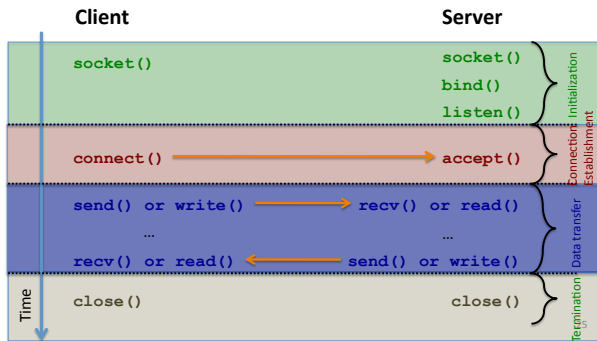 Client Server
socket() socket()
bind()
listen()
Initialization
connect() accept()
Connection
Establishment
send() or write() recv() or read()
… …
recv() or read() send() or write()
Data transfer
close() close()
Termination
Time
5